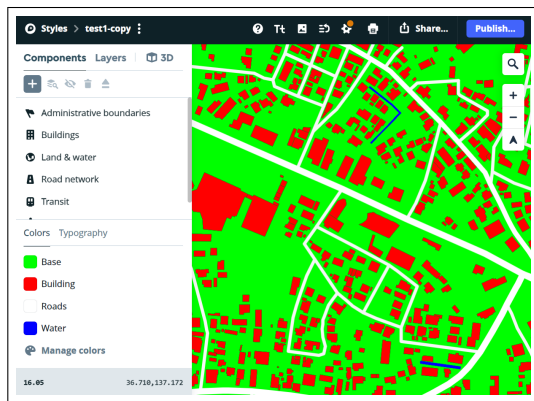 Styles > test1-copy
Share...
Publish...
Components Layers 3D
Administrative boundaries
Buildings
Land & water
Road network
Transit
Colors Typography
Base
Building
Roads
Water
Manage colors
16.05 36.710,137.172